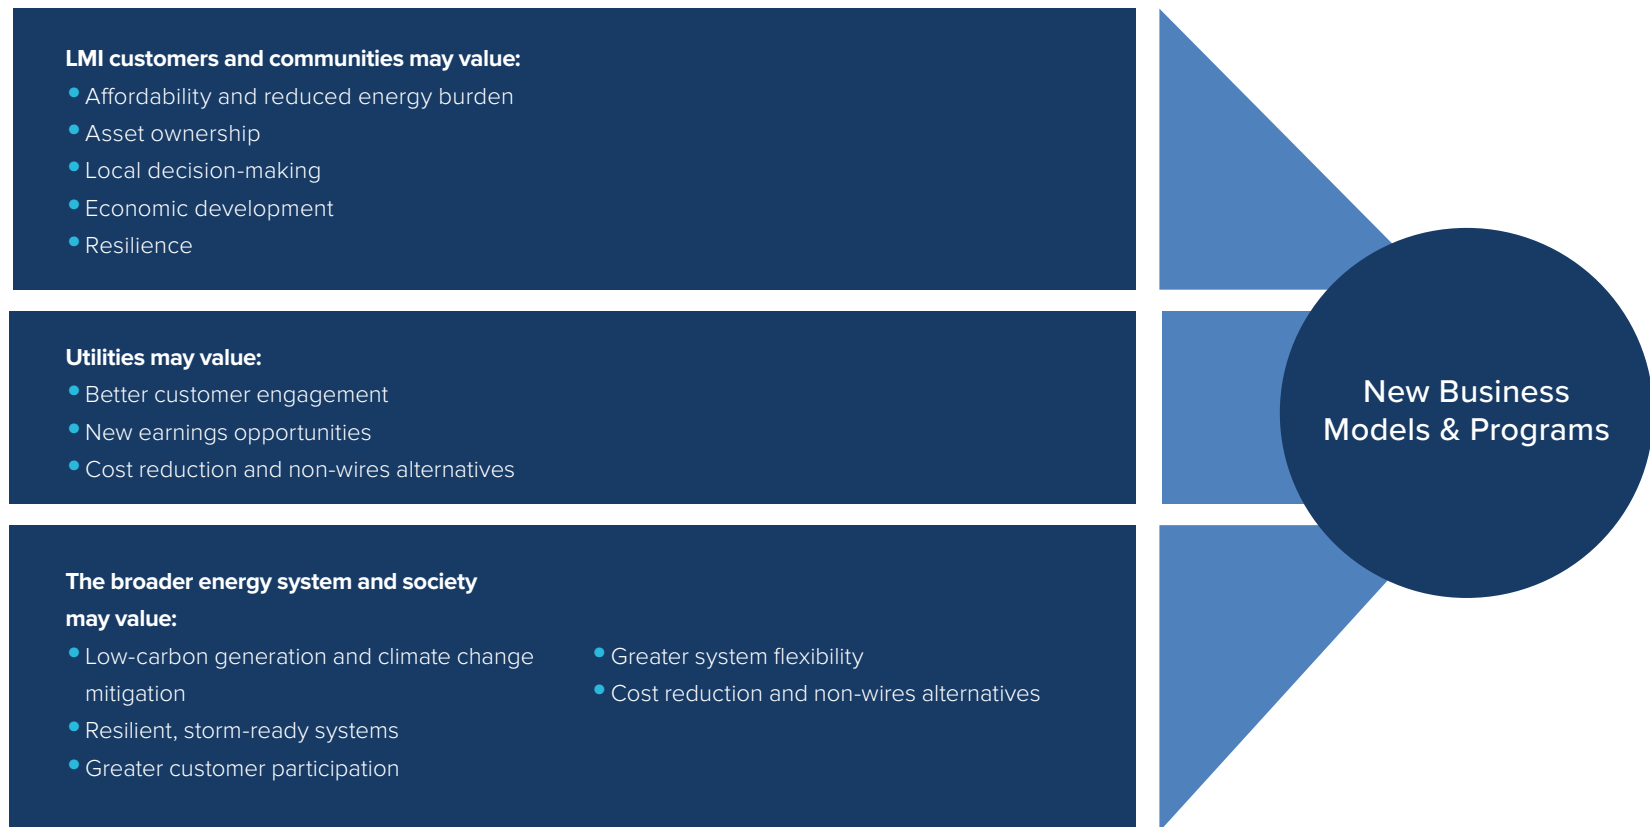 LMI customers and communities may value:
• Affordability and reduced energy burden
• Asset ownership
• Local decision-making
• Economic development
• Resilience
Utilities may value:
• Better customer engagement
• New earnings opportunities
• Cost reduction and non-wires alternatives
The broader energy system and society
may value:
• Low-carbon generation and climate change
mitigation
• Resilient, storm-ready systems
• Greater customer participation
• Greater system flexibility
• Cost reduction and non-wires alternatives
New Business
Models & Programs